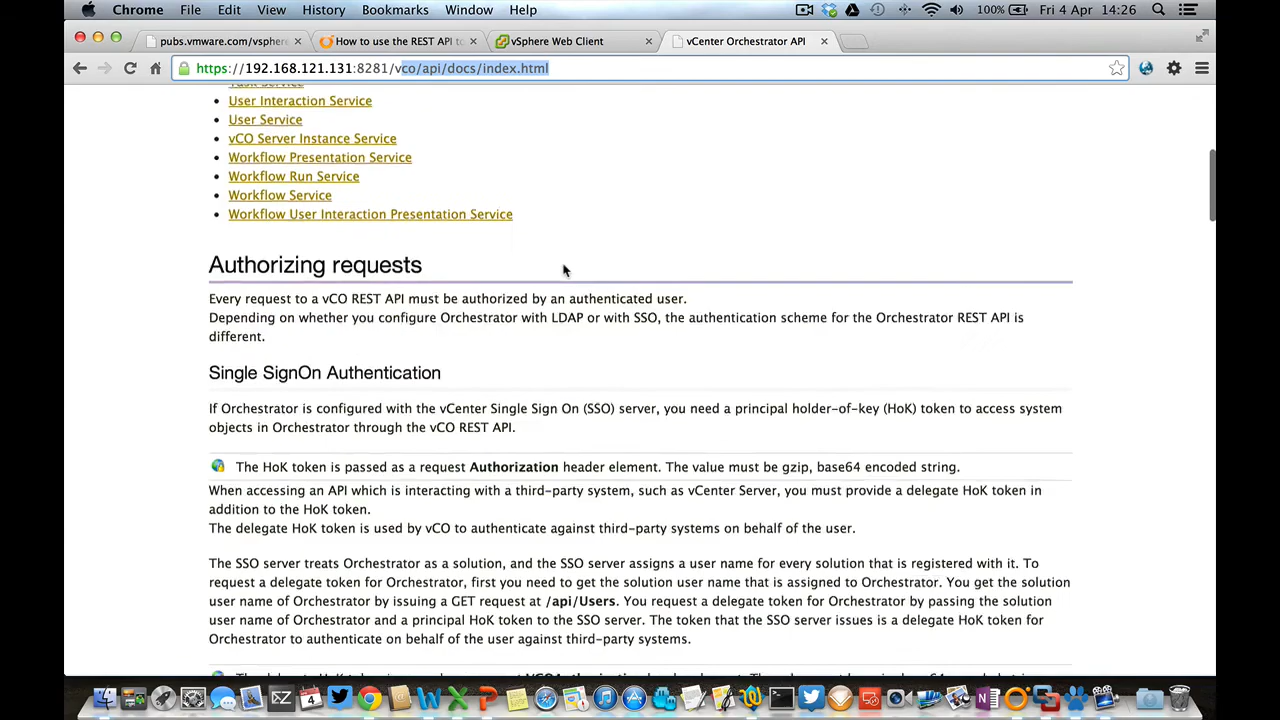 Chrome File Edit View History Bookmarks Window Help 100% Fri 4 Apr 14:26
pubs.vmware.com/vsphere
How to use the REST API to
vSphere Web Client
vCenter Orchestrator API
https://192.168.121.131:8281/vco/api/docs/index.html
Task Service
User Interaction Service
User Service
vCO Server Instance Service
Workflow Presentation Service
Workflow Run Service
Workflow Service
Workflow User Interaction Presentation Service
Authorizing requests
Every request to a vCO REST API must be authorized by an authenticated user.
Depending on whether you configure Orchestrator with LDAP or with SSO, the authentication scheme for the Orchestrator REST API is
different.
Single SignOn Authentication
If Orchestrator is configured with the vCenter Single Sign On (SSO) server, you need a principal holder-of-key (HoK) token to access system
objects in Orchestrator through the vCO REST API.
The HoK token is passed as a request Authorization header element. The value must be gzip, base64 encoded string.
When accessing an API which is interacting with a third-party system, such as vCenter Server, you must provide a delegate HoK token in
addition to the HoK token.
The delegate HoK token is used by vCO to authenticate against third-party systems on behalf of the user.
The SSO server treats Orchestrator as a solution, and the SSO server assigns a user name for every solution that is registered with it. To
request a delegate token for Orchestrator, first you need to get the solution user name that is assigned to Orchestrator. You get the solution
user name of Orchestrator by issuing a GET request at /api/Users. You request a delegate token for Orchestrator by passing the solution
user name of Orchestrator and a principal HoK token to the SSO server. The token that the SSO server issues is a delegate HoK token for
Orchestrator to authenticate on behalf of the user against third-party systems.